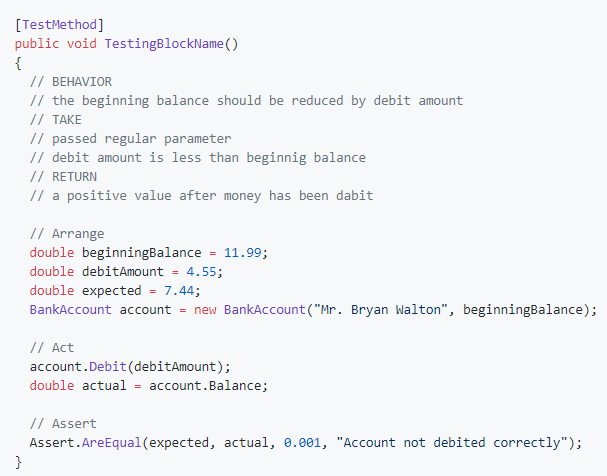 [TestMethod]
public void TestingBlockName()
{
  // BEHAVIOR
  // the beginning balance should be reduced by debit amount
  // TAKE
  // passed regular parameter
  // debit amount is less than beginnig balance
  // RETURN
  // a positive value after money has been dabit

  // Arrange
  double beginningBalance = 11.99;
  double debitAmount = 4.55;
  double expected = 7.44;
  BankAccount account = new BankAccount("Mr. Bryan Walton", beginningBalance);

  // Act
  account.Debit(debitAmount);
  double actual = account.Balance;

  // Assert
  Assert.AreEqual(expected, actual, 0.001, "Account not debited correctly");
}